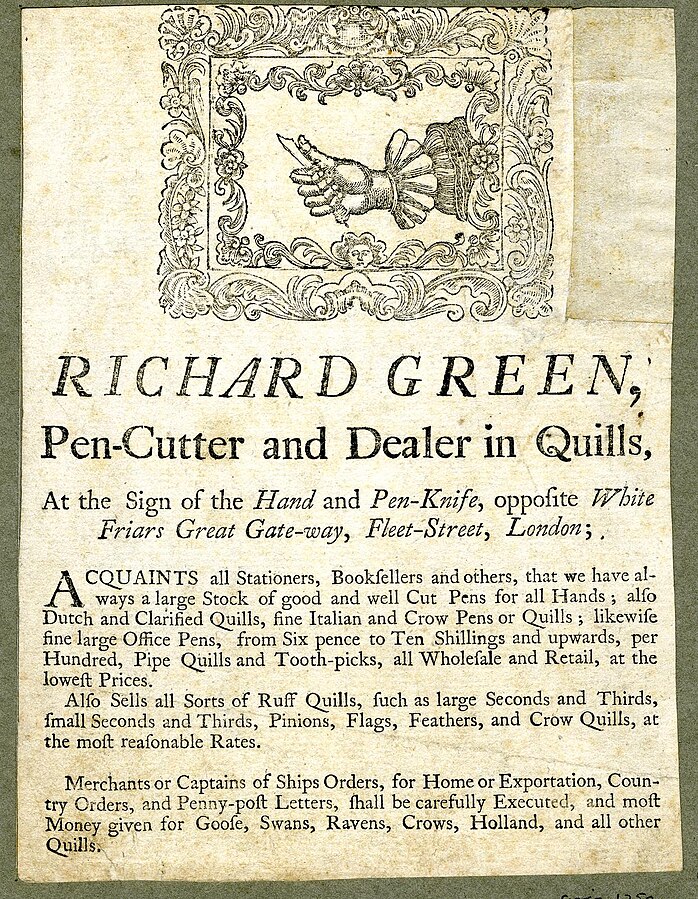 RICHARD GREEN,
Pen-Cutter and Dealer in Quills,
At the Sign of the Hand and Pen-Knife, oppoſite White
Friars Great Gate-way, Fleet-Street, London;
ACQUAINTS all Stationers, Bookſellers and others, that we have al-
ways a large Stock of good and well Cut Pens for all Hands; alſo
Dutch and Clarified Quills, fine Italian and Crow Pens or Quills; likewiſe
fine large Office Pens, from Six pence to Ten Shillings and upwards, per
Hundred, Pipe Quills and Tooth-picks, all Wholeſale and Retail, at the
loweſt Prices.
Alſo Sells all Sorts of Ruff Quills, ſuch as large Seconds and Thirds,
ſmall Seconds and Thirds, Pinions, Flags, Feathers, and Crow Quills, at
the moſt reaſonable Rates.
Merchants or Captains of Ships Orders, for Home or Exportation, Coun-
try Orders, and Penny-poſt Letters, ſhall be carefully Executed, and moſt
Money given for Gooſe, Swans, Ravens, Crows, Holland, and all other
Quills.